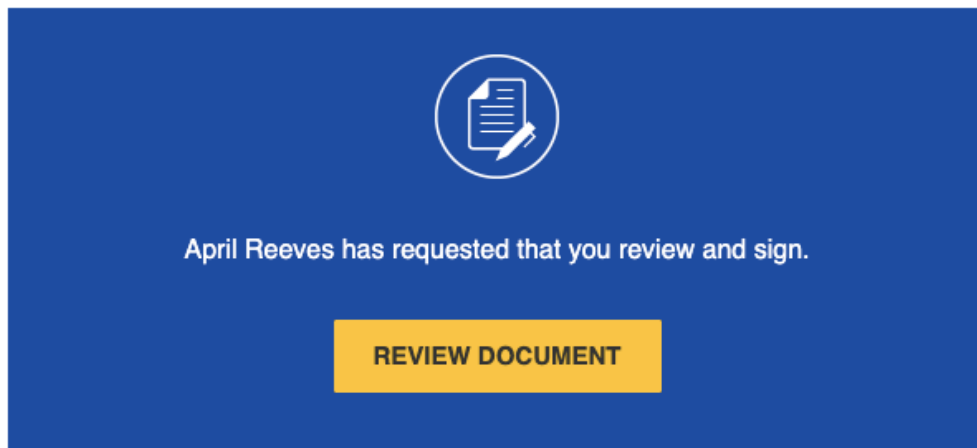 April Reeves has requested that you review and sign.
REVIEW DOCUMENT